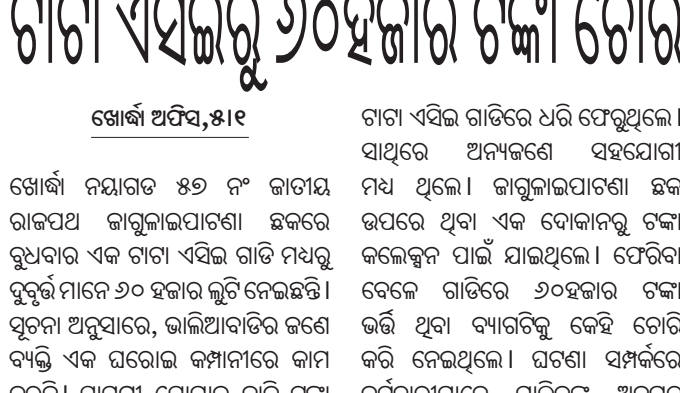 ଟାଟା ଏସିଇରୁ ୬୦ହଜାର ଟଙ୍କା ଚୋରି
ଖୋର୍ଦ୍ଧା ଅଫିସ,୫।୧
ଖୋର୍ଦ୍ଧା ନୟାଗଡ ୫୭ ନଂ ଜାତୀୟ
ରାଜପଥ ଜାଗୁଳାଇପାଟଣା ଛକରେ
ବୁଧବାର ଏକ ଟାଟା ଏସିଇ ଗାଡି ମଧ୍ୟରୁ
ଦୁବୃର୍ତ୍ତ ମାନେ ୬୦ ହଜାର ଲୁଟି ନେଇଛନ୍ତି।
ସୂଚନା ଅନୁସାରେ, ଭାଲିଆବାଡିର ଜଣେ
ବ୍ୟକ୍ତି ଏକ ଘରୋଇ କମ୍ପାନୀରେ କାମ
ଟାଟା ଏସିଇ ଗାଡିରେ ଧରି ଫେରୁଥିଲେ।
ସାଥିରେ ଅନ୍ୟଜଣେ ସହଯୋଗୀ
ମଧ୍ୟ ଥିଲେ। ଜାଗୁଳାଇପାଟଣା ଛକ
ଉପରେ ଥିବା ଏକ ଦୋକାନରୁ ଟଙ୍କା
କଲେକ୍ସନ ପାଇଁ ଯାଇଥିଲେ। ଫେରିବା
ବେଳେ ଗାଡିରେ ୬୦ହଜାର ଟଙ୍କା
ଭର୍ତ୍ତି ଥିବା ବ୍ୟାଗଟିକୁ କେହି ଚୋରି
କରି ନେଇଥିଲେ। ଘଟଣା ସମ୍ପର୍କରେ